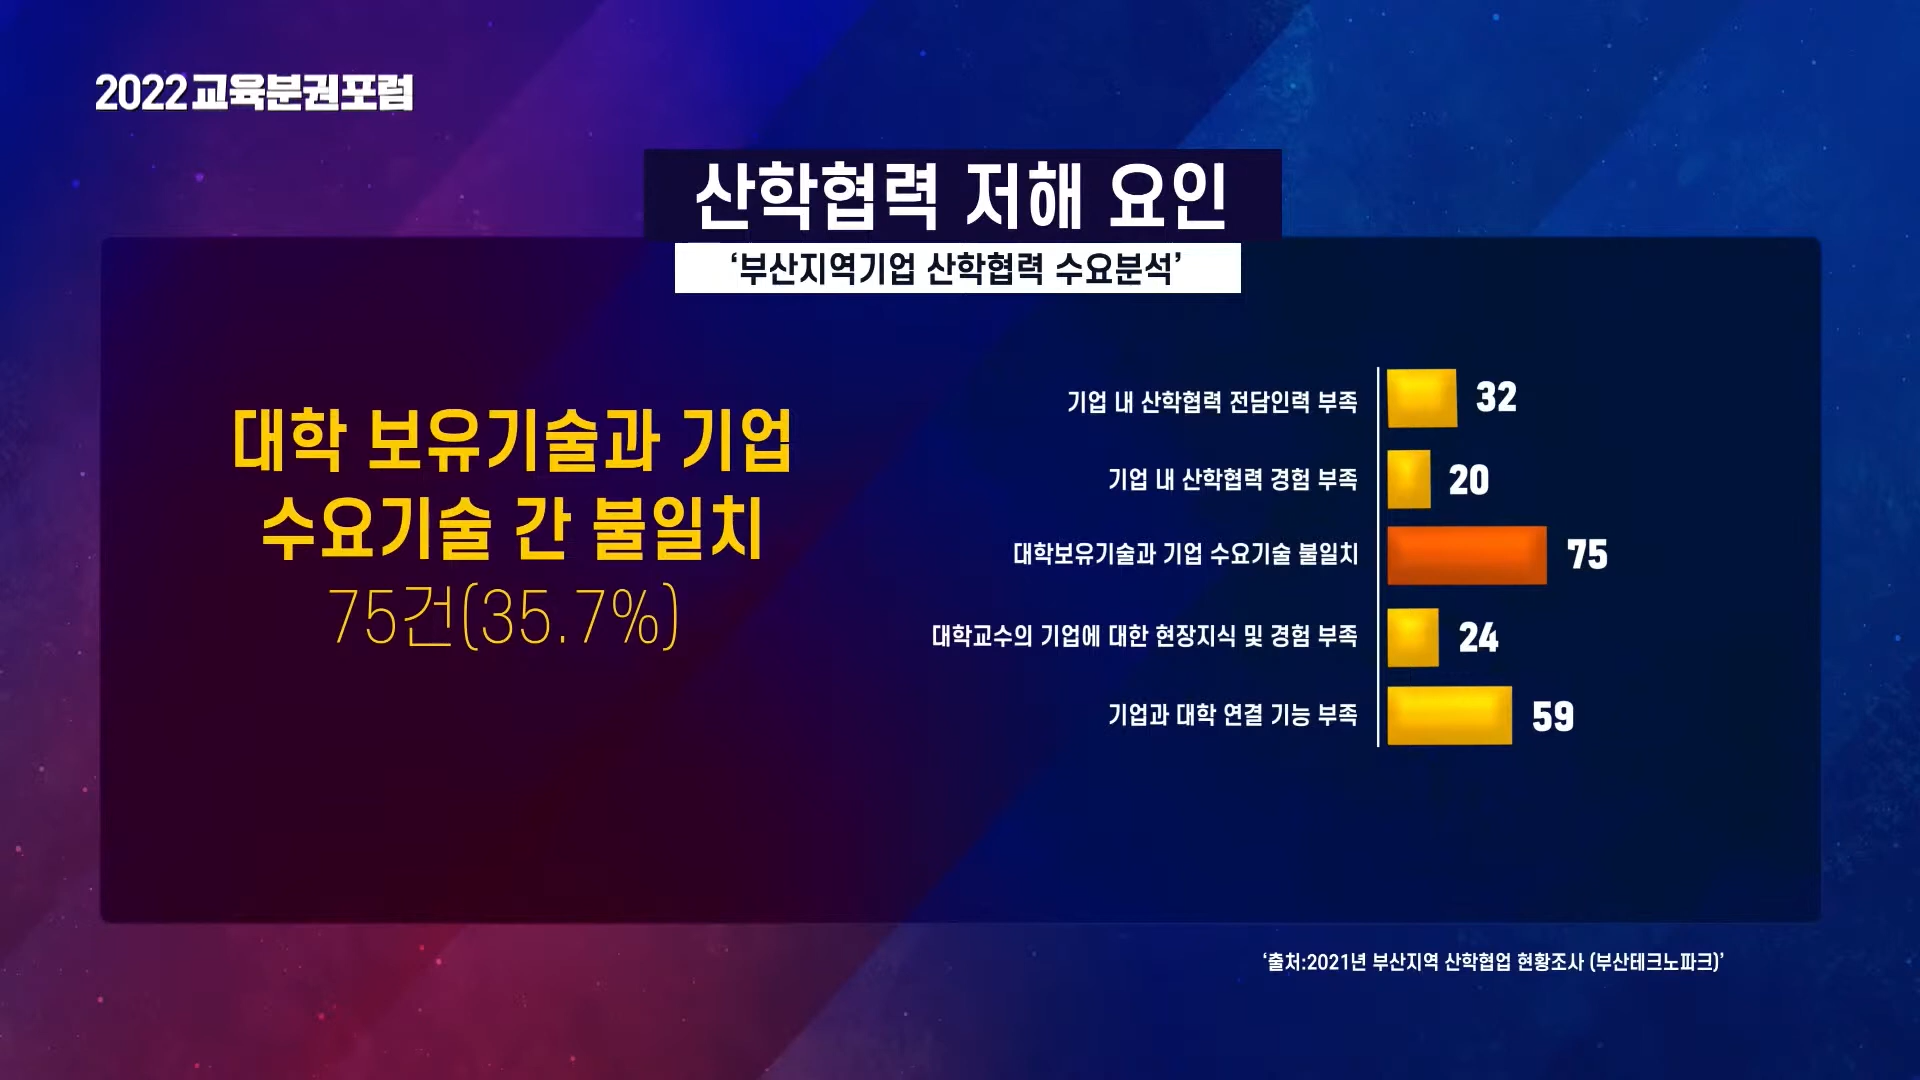 2022교육분권포럼
산학협력 저해 요인
‘부산지역기업 산학협력 수요분석’
대학 보유기술과 기업
수요기술 간 불일치
75건(35.7%)
기업 내 산학협력 전담인력 부족 32
기업 내 산학협력 경험 부족 20
대학보유기술과 기업 수요기술 불일치 75
대학교수의 기업에 대한 현장지식 및 경험 부족 24
기업과 대학 연결 기능 부족 59
‘출처:2021년 부산지역 산학협업 현황조사 (부산테크노파크)’